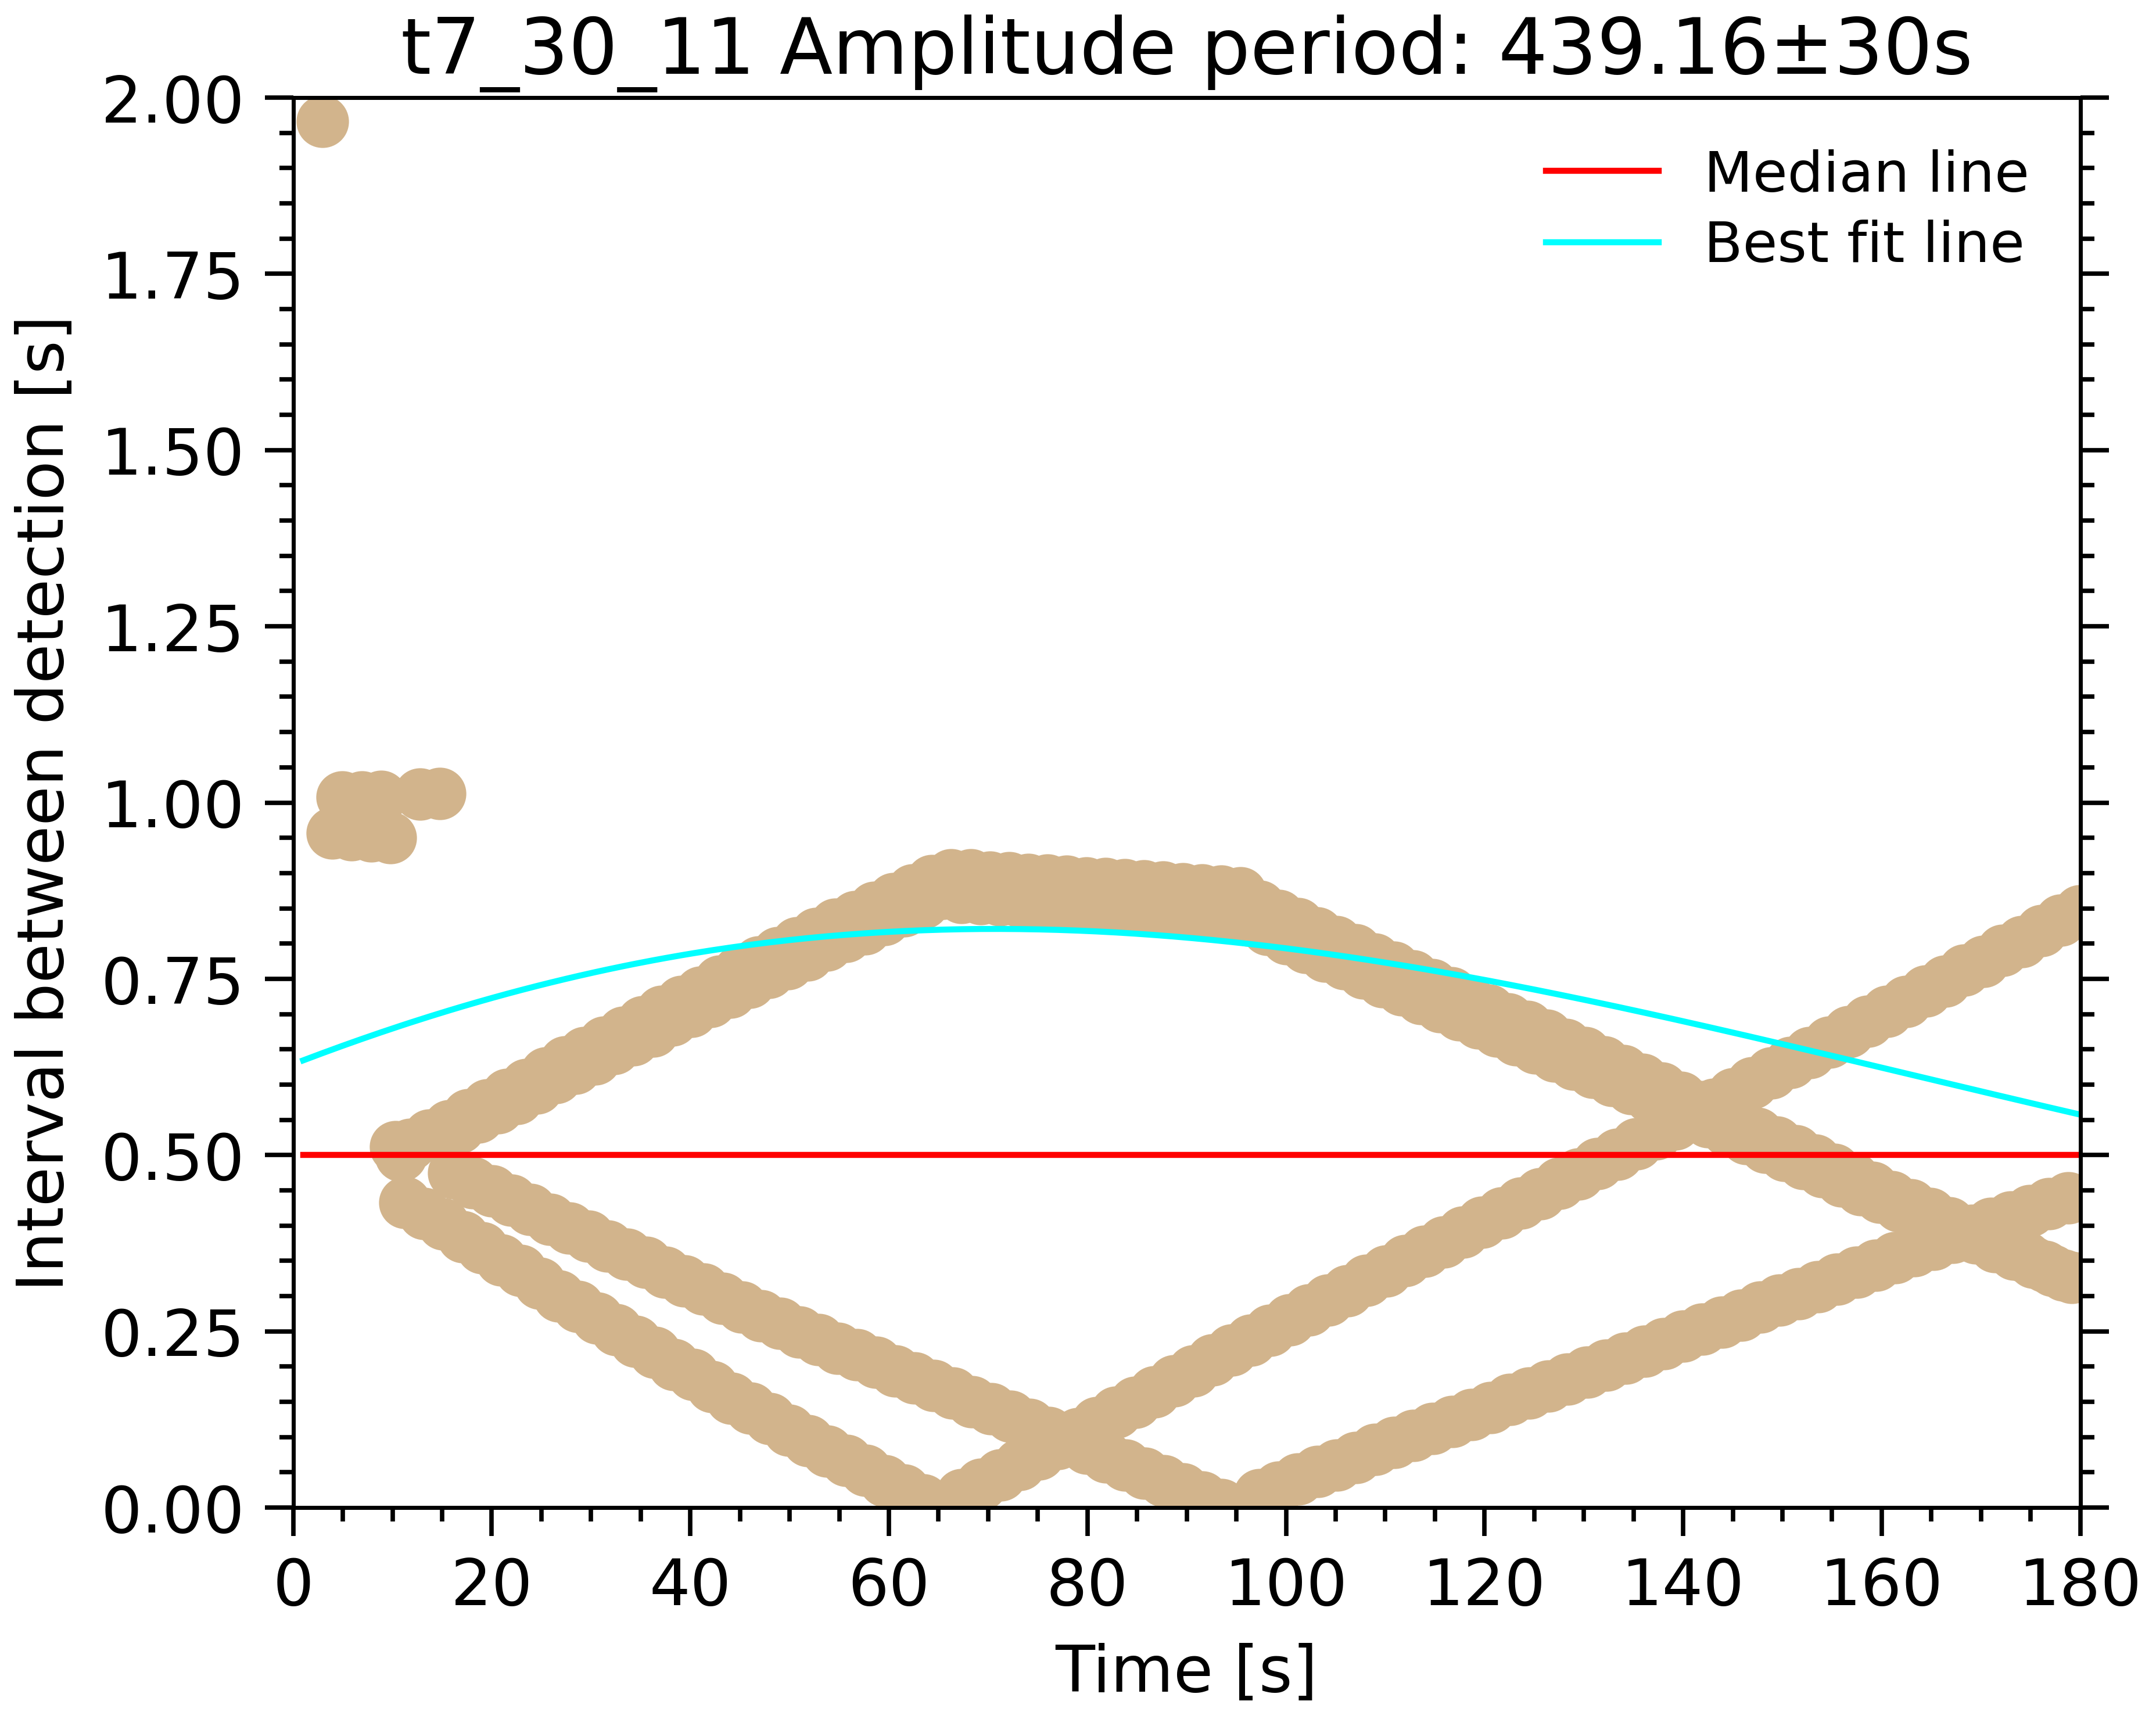 t7_30_11 Amplitude period: 439.16±30s
Median line
Best fit line
Interval between detection [s]
2.00
1.75
1.50
1.25
1.00
0.75
0.50
0.25
0.00
0 20 40 60 80 100 120 140 160 180
Time [s]